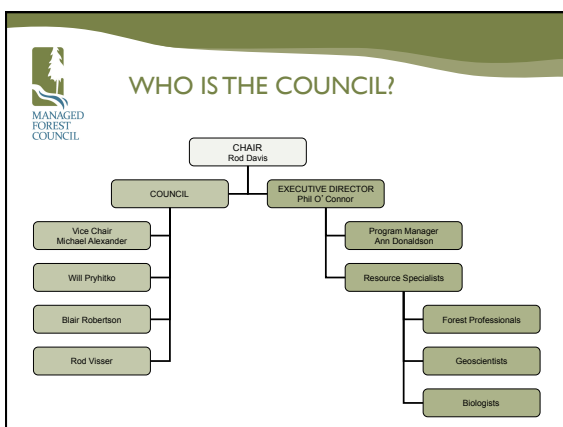 WHO IS THE COUNCIL?
MANAGED
FOREST
COUNCIL
CHAIR
Rod Davis
COUNCIL
EXECUTIVE DIRECTOR
Phil O' Connor
Vice Chair
Michael Alexander
Will Pryhitko
Blair Robertson
Rod Visser
Program Manager
Ann Donaldson
Resource Specialists
Forest Professionals
Geoscientists
Biologists